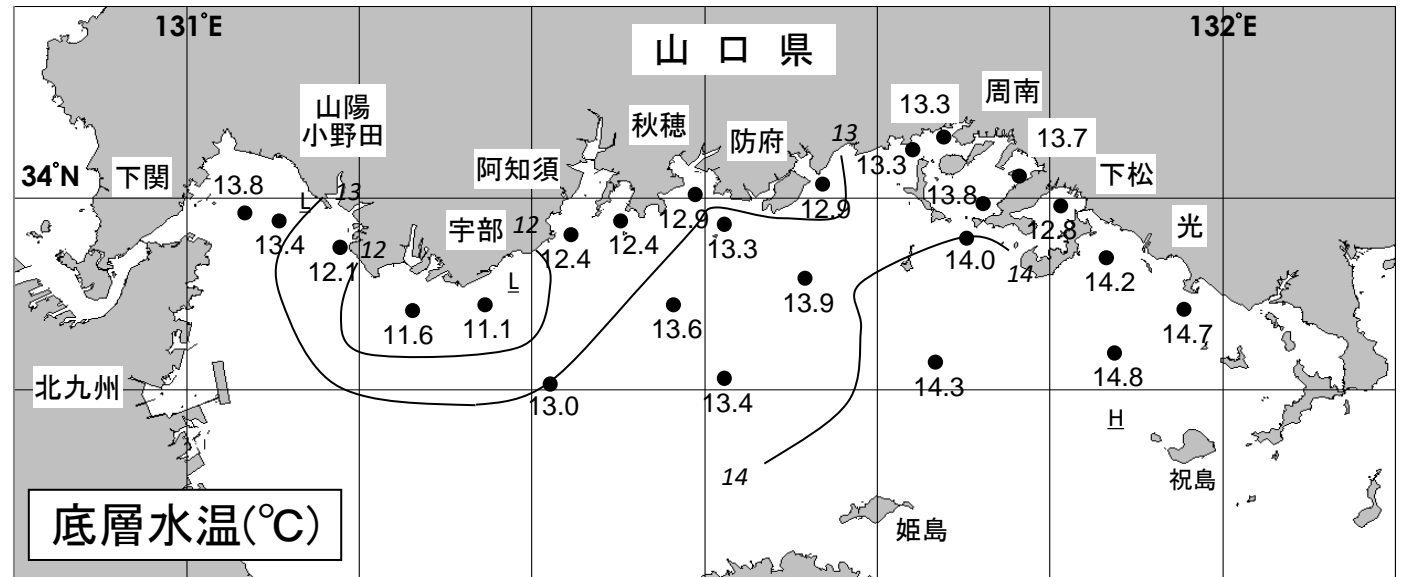 131°E
132°E
山口県
13.3
周南
山陽
小野田
秋穂
防府
13
13.7
34°N
下関
13.8
阿知須
13.3
下松
L
13
12.9
12.9
13.8
12.8
光
13.4
12
宇部
12
12.4
12.4
13.3
14.0
14
14.2
12.1
L
13.9
11.6
11.1
13.6
14.7
北九州
13.0
13.4
14.3
14.8
H
14
祝島
底層水温(℃)
姫島